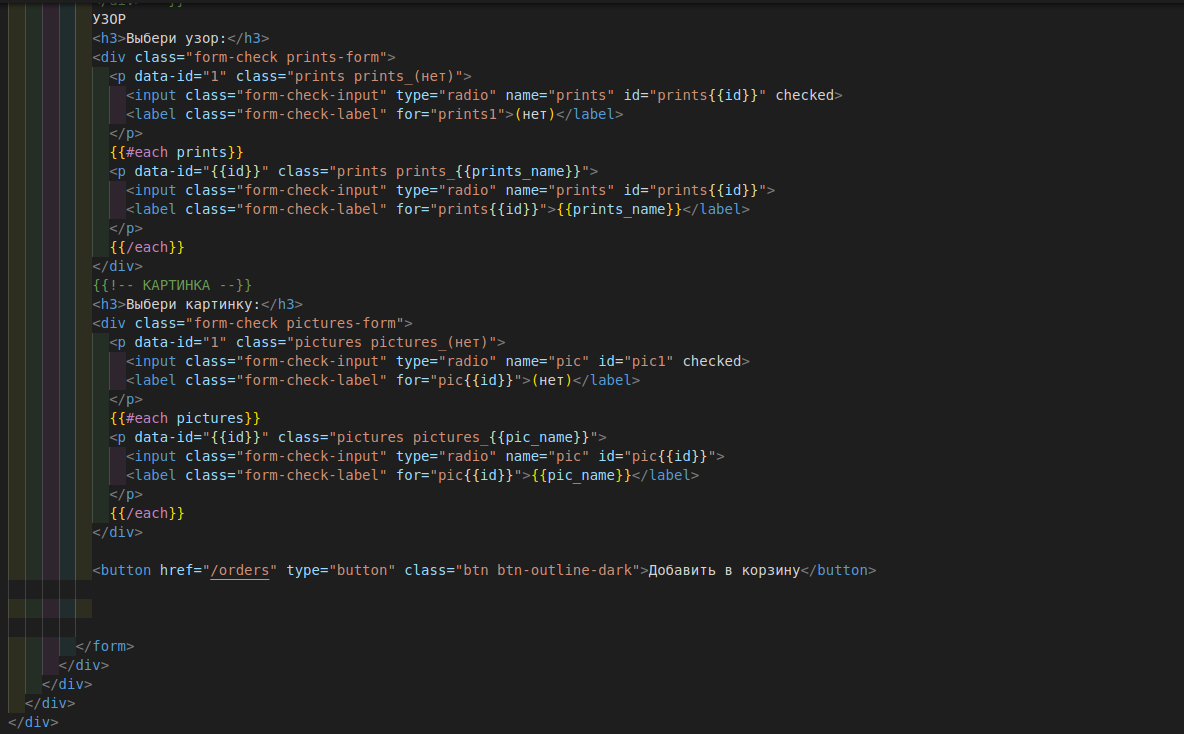 УЗОР
<h3>Выбери узор:</h3>
<div class="form-check prints-form">
<p data-id="1" class="prints prints_(нет)">
<input class="form-check-input" type="radio" name="prints" id="prints{{id}}" checked>
<label class="form-check-label" for="prints1">(нет)</label>
</p>
{{#each prints}}
<p data-id="{{id}}" class="prints prints_{{prints_name}}">
<input class="form-check-input" type="radio" name="prints" id="prints{{id}}">
<label class="form-check-label" for="prints{{id}}">{{prints_name}}</label>
</p>
{{/each}}
</div>
{{!-- КАРТИНКА --}}
<h3>Выбери картинку:</h3>
<div class="form-check pictures-form">
<p data-id="1" class="pictures pictures_(нет)">
<input class="form-check-input" type="radio" name="pic" id="pic1" checked>
<label class="form-check-label" for="pic{{id}}">(нет)</label>
</p>
{{#each pictures}}
<p data-id="{{id}}" class="pictures pictures_{{pic_name}}">
<input class="form-check-input" type="radio" name="pic" id="pic{{id}}">
<label class="form-check-label" for="pic{{id}}">{{pic_name}}</label>
</p>
{{/each}}
</div>
<button href="/orders" type="button" class="btn btn-outline-dark">Добавить в корзину</button>
</form>
</div>
</div>
</div>
</div>